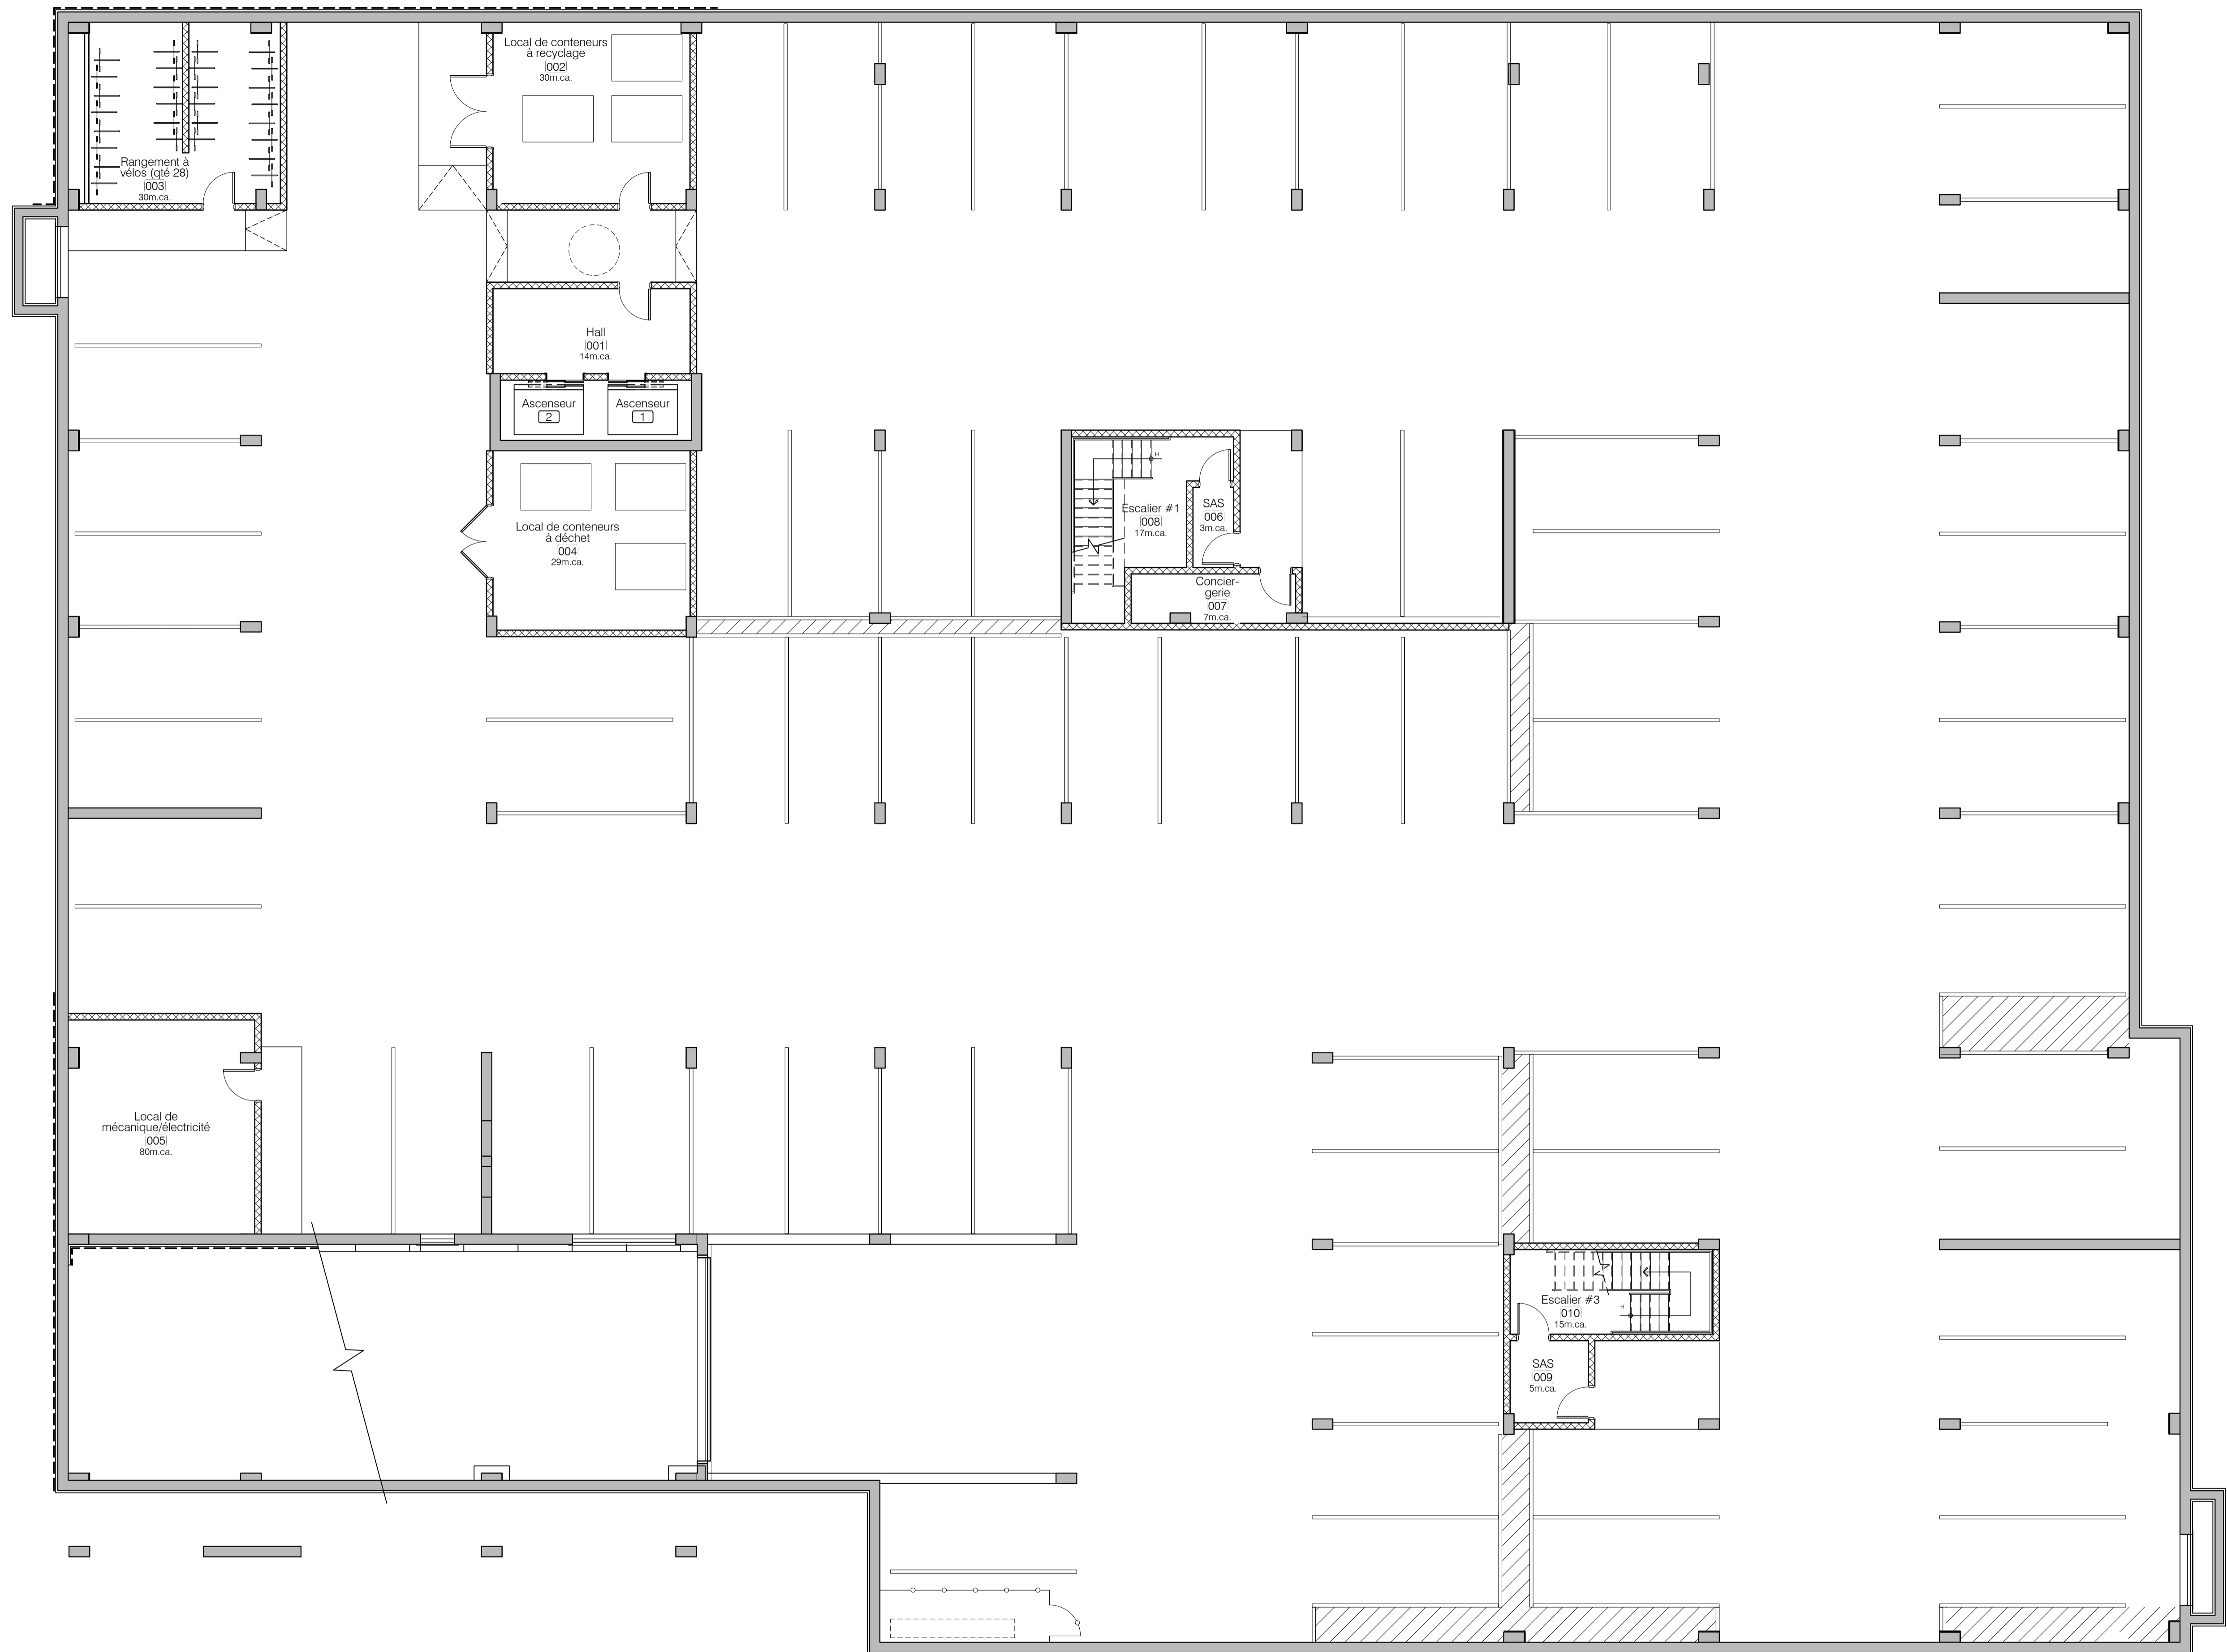 Local de conteneurs
à recyclage
002
30m.ca.
Rangement à
vélos (qté 28)
003
30m.ca.
Hall
001
14m.ca.
Ascenseur
2
Ascenseur
1
Local de conteneurs
à déchet
004
29m.ca.
H
Escalier #1
008
17m.ca.
SAS
006
3m.ca.
Concier-
gerie
007
7m.ca.
Local de
mécanique/électricité
005
80m.ca.
Escalier #3
010
15m.ca.
H
SAS
009
5m.ca.